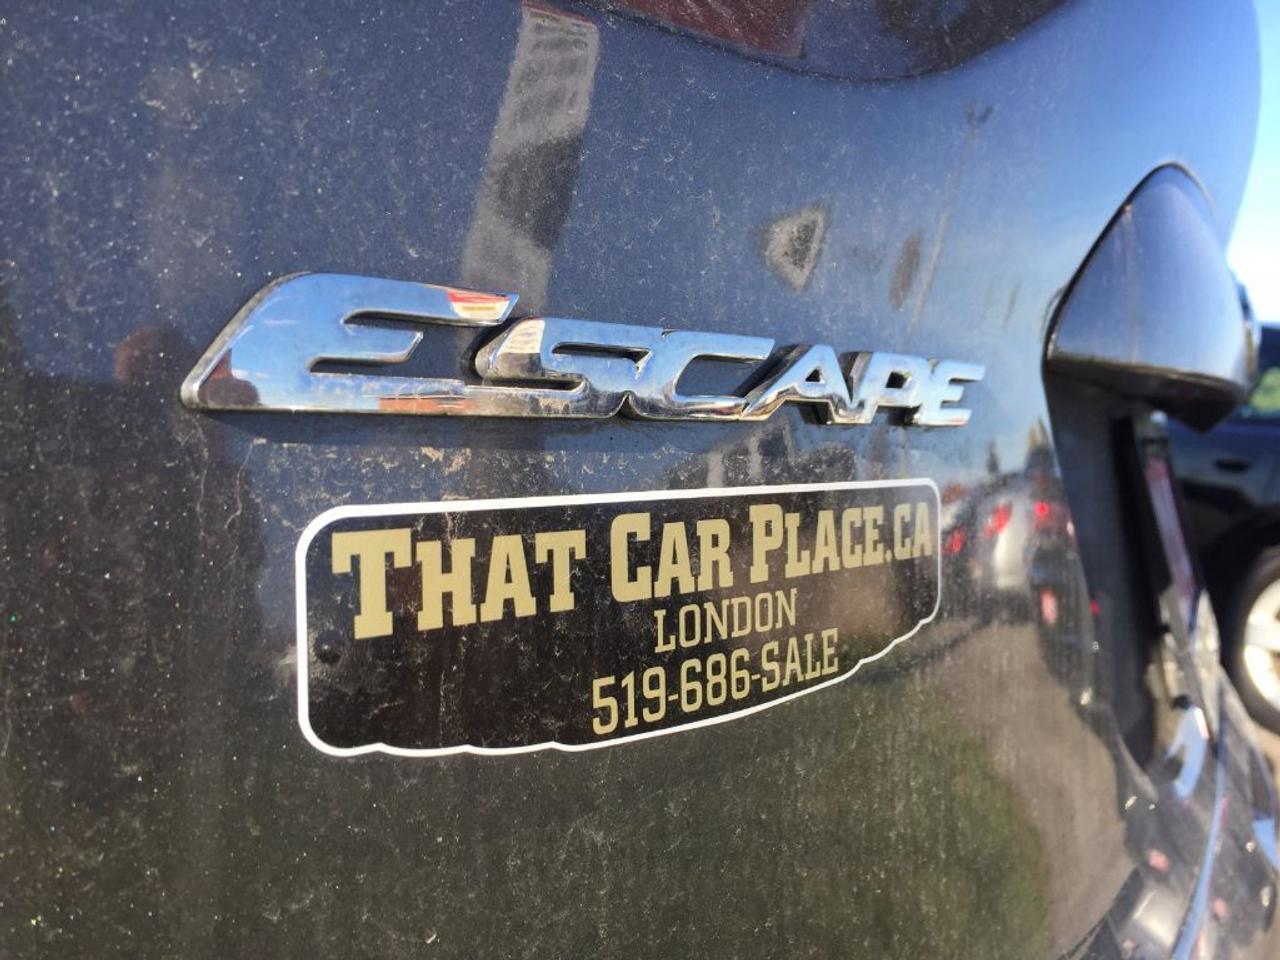 ESCAPE
THAT CAR PLACE.CA
LONDON
519-686-SALE